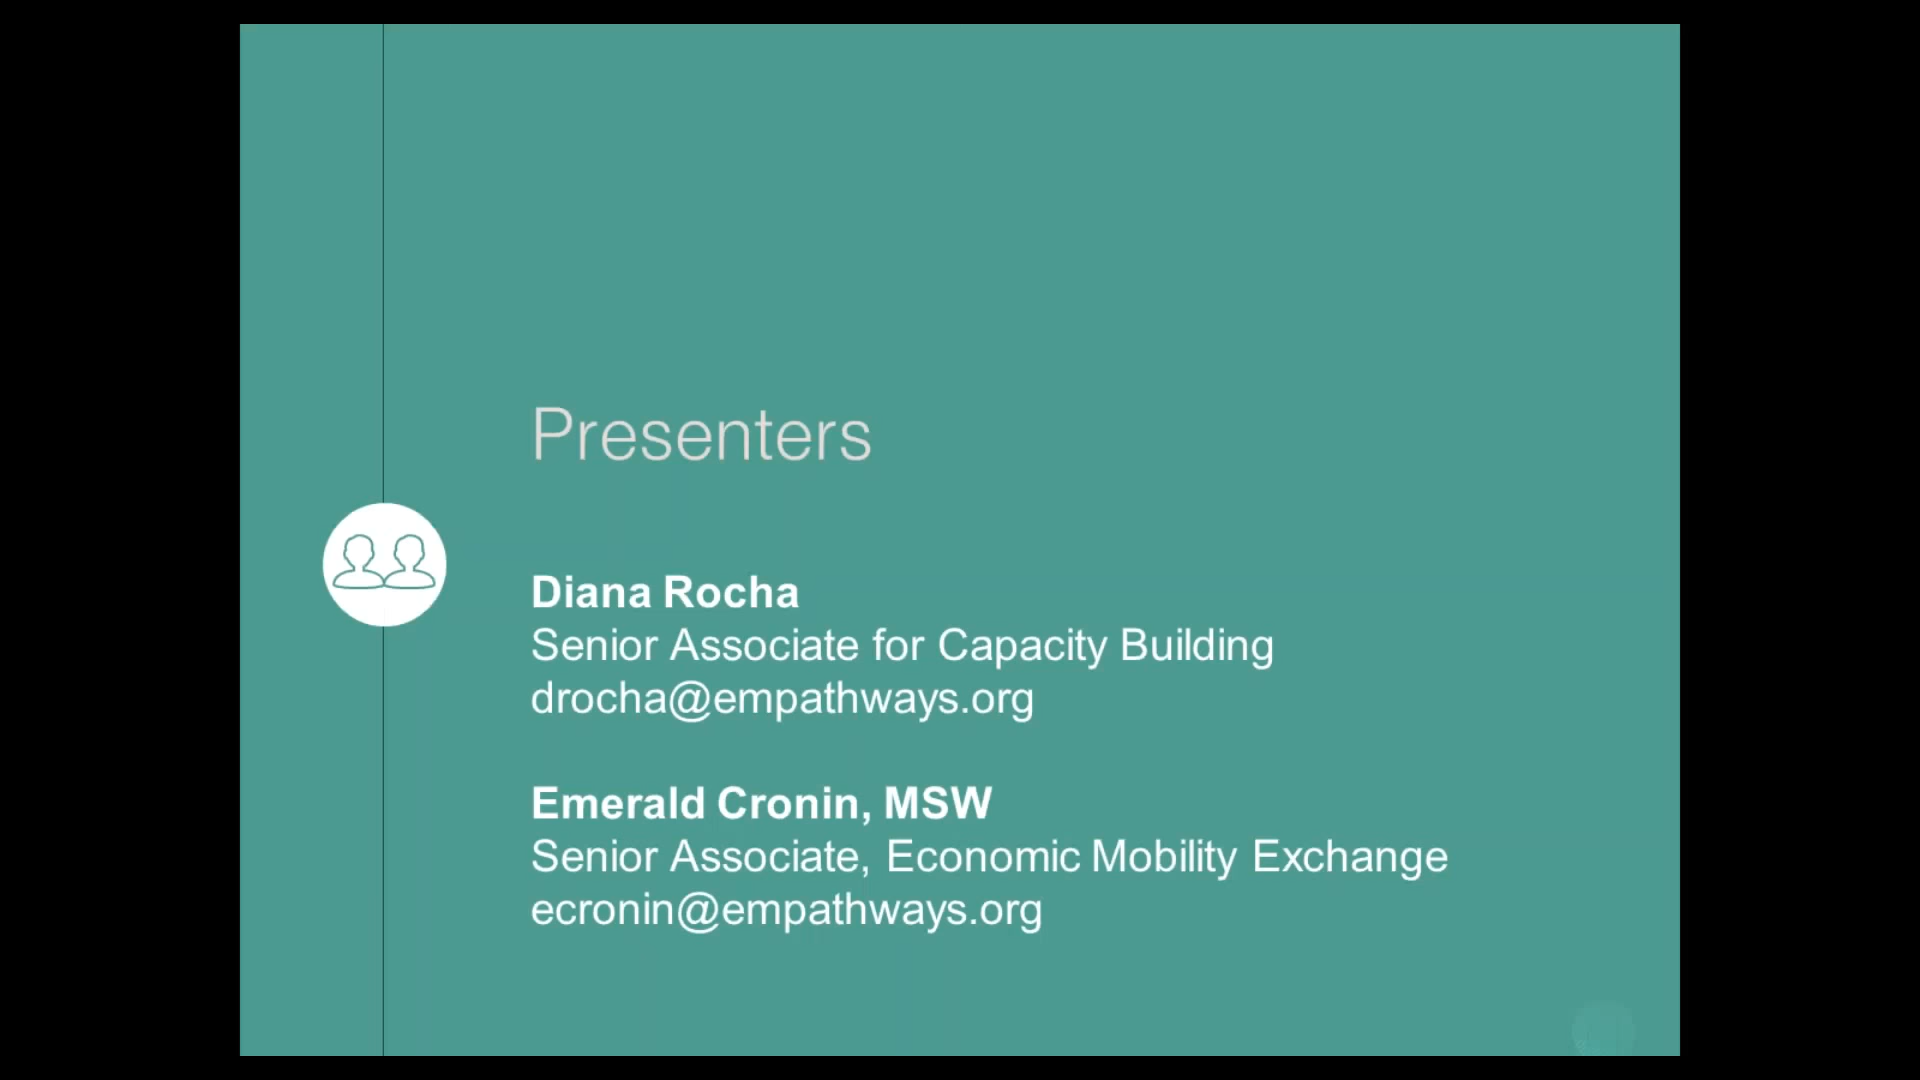 Presenters
Diana Rocha
Senior Associate for Capacity Building
drocha@empathways.org
Emerald Cronin, MSW
Senior Associate, Economic Mobility Exchange
ecronin@empathways.org